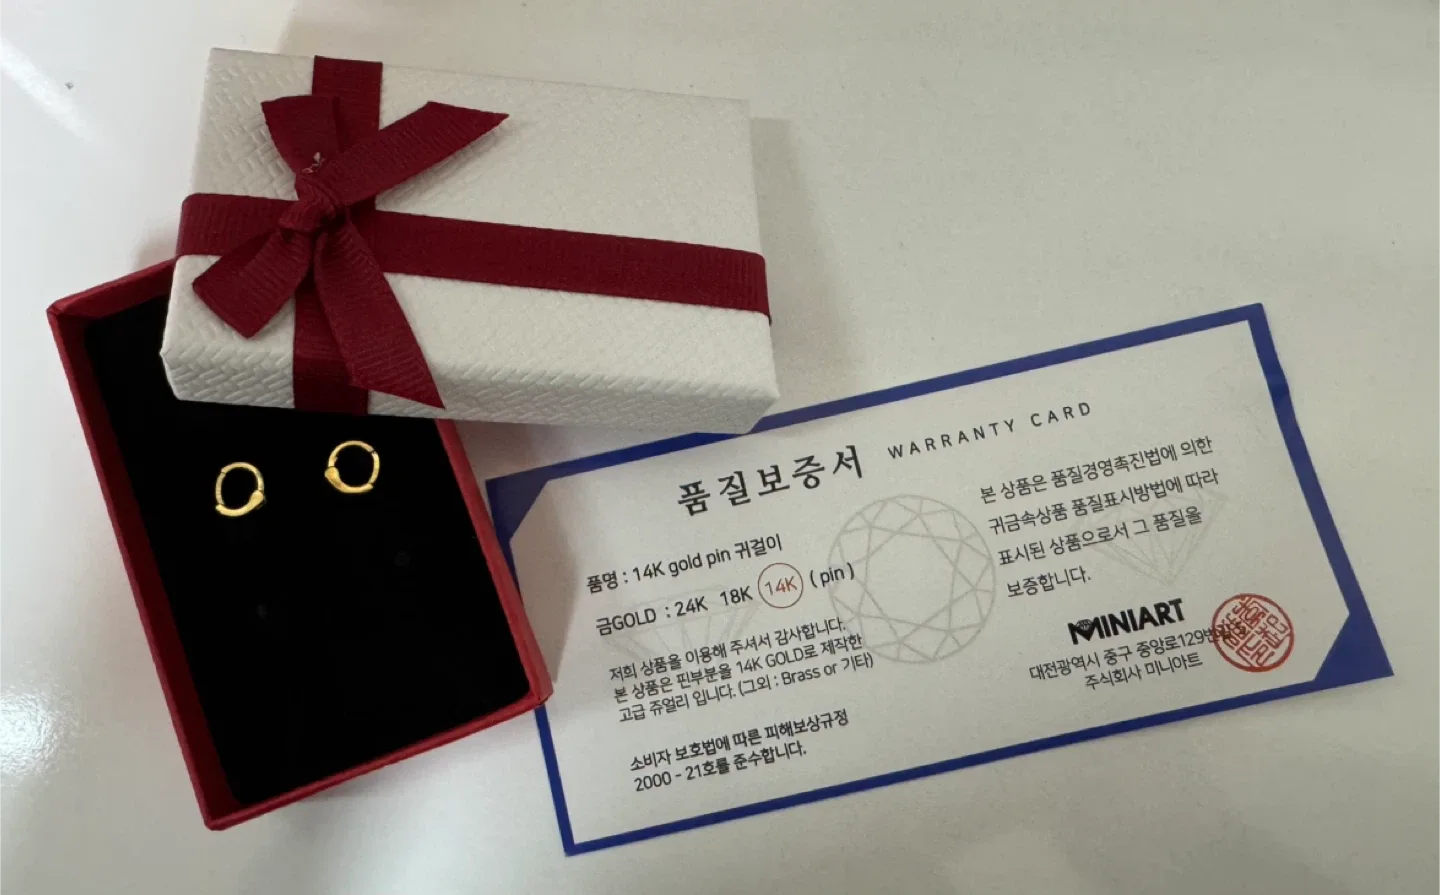 품질보증서 WARRANTY CARD
품명 : 14K gold pin 귀걸이
금GOLD : 24K 18K 14K ( pin )
저희 상품을 이용해 주셔서 감사합니다.
본 상품은 핀부분을 14K GOLD로 제작한
고급 쥬얼리 입니다. (그외 : Brass or 기타)
소비자 보호법에 따른 피해보상규정
2000 - 21호를 준수합니다.
본 상품은 품질경영촉진법에 의한
귀금속상품 품질표시방법에 따라
표시된 상품으로서 그 품질을
보증합니다.
MINIART
대전광역시 중구 중앙로129번길
주식회사 미니아트